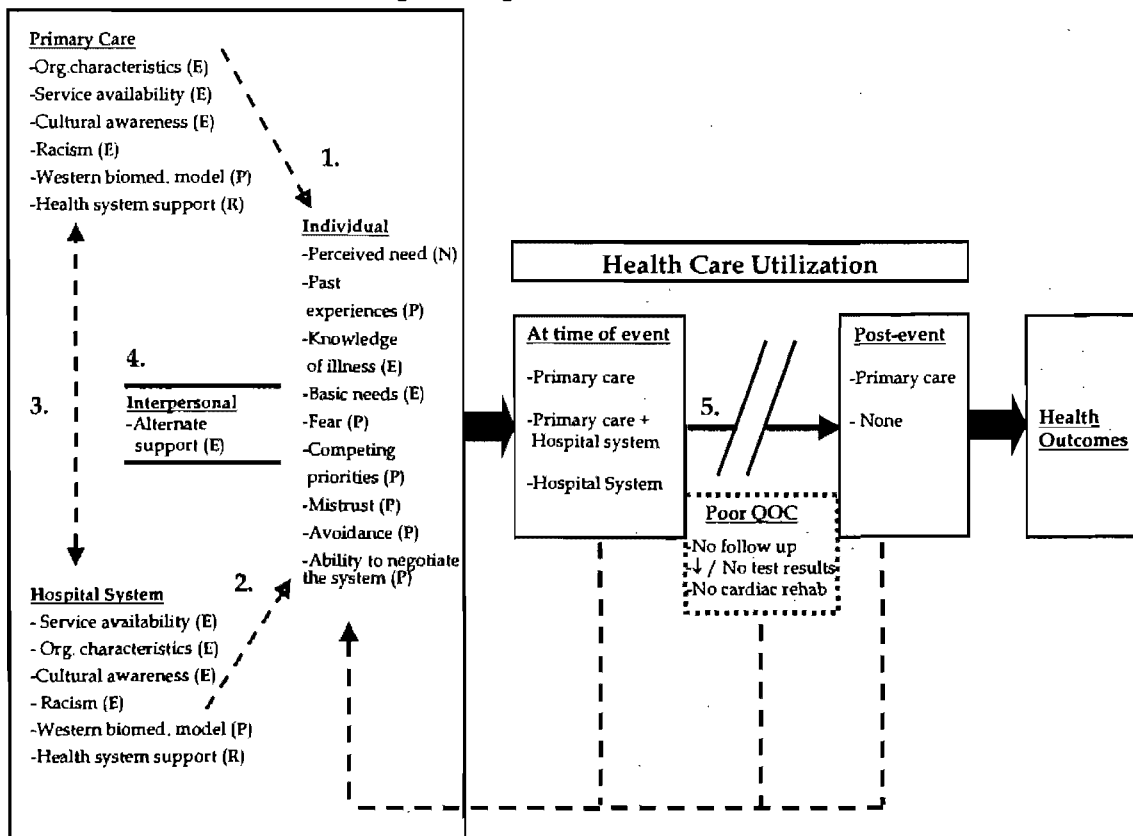 Primary Care
-Org.characteristics (E)
-Service availability (E)
-Cultural awareness (E)
-Racism (E)
-Western biomed. model (P)
-Health system support (R)
1.
Individual
-Perceived need (N)
-Past
experiences (P)
-Knowledge
of illness (E)
-Basic needs (E)
-Fear (P)
-Competing
priorities (P)
-Mistrust (P)
-Avoidance (P)
-Ability to negotiate
the system (P)
3.
4.
Interpersonal
-Alternate
support (E)
2.
Hospital System
- Service availability (E)
- Org. characteristics (E)
-Cultural awareness (E)
- Racism (E)
-Western biomed. model (P)
-Health system support (R)
Health Care Utilization
At time of event
-Primary care
-Primary care +
Hospital system
-Hospital System
5.
Poor QOC
-No follow up
-↓ / No test results
-No cardiac rehab
Post-event
-Primary care
- None
Health
Outcomes